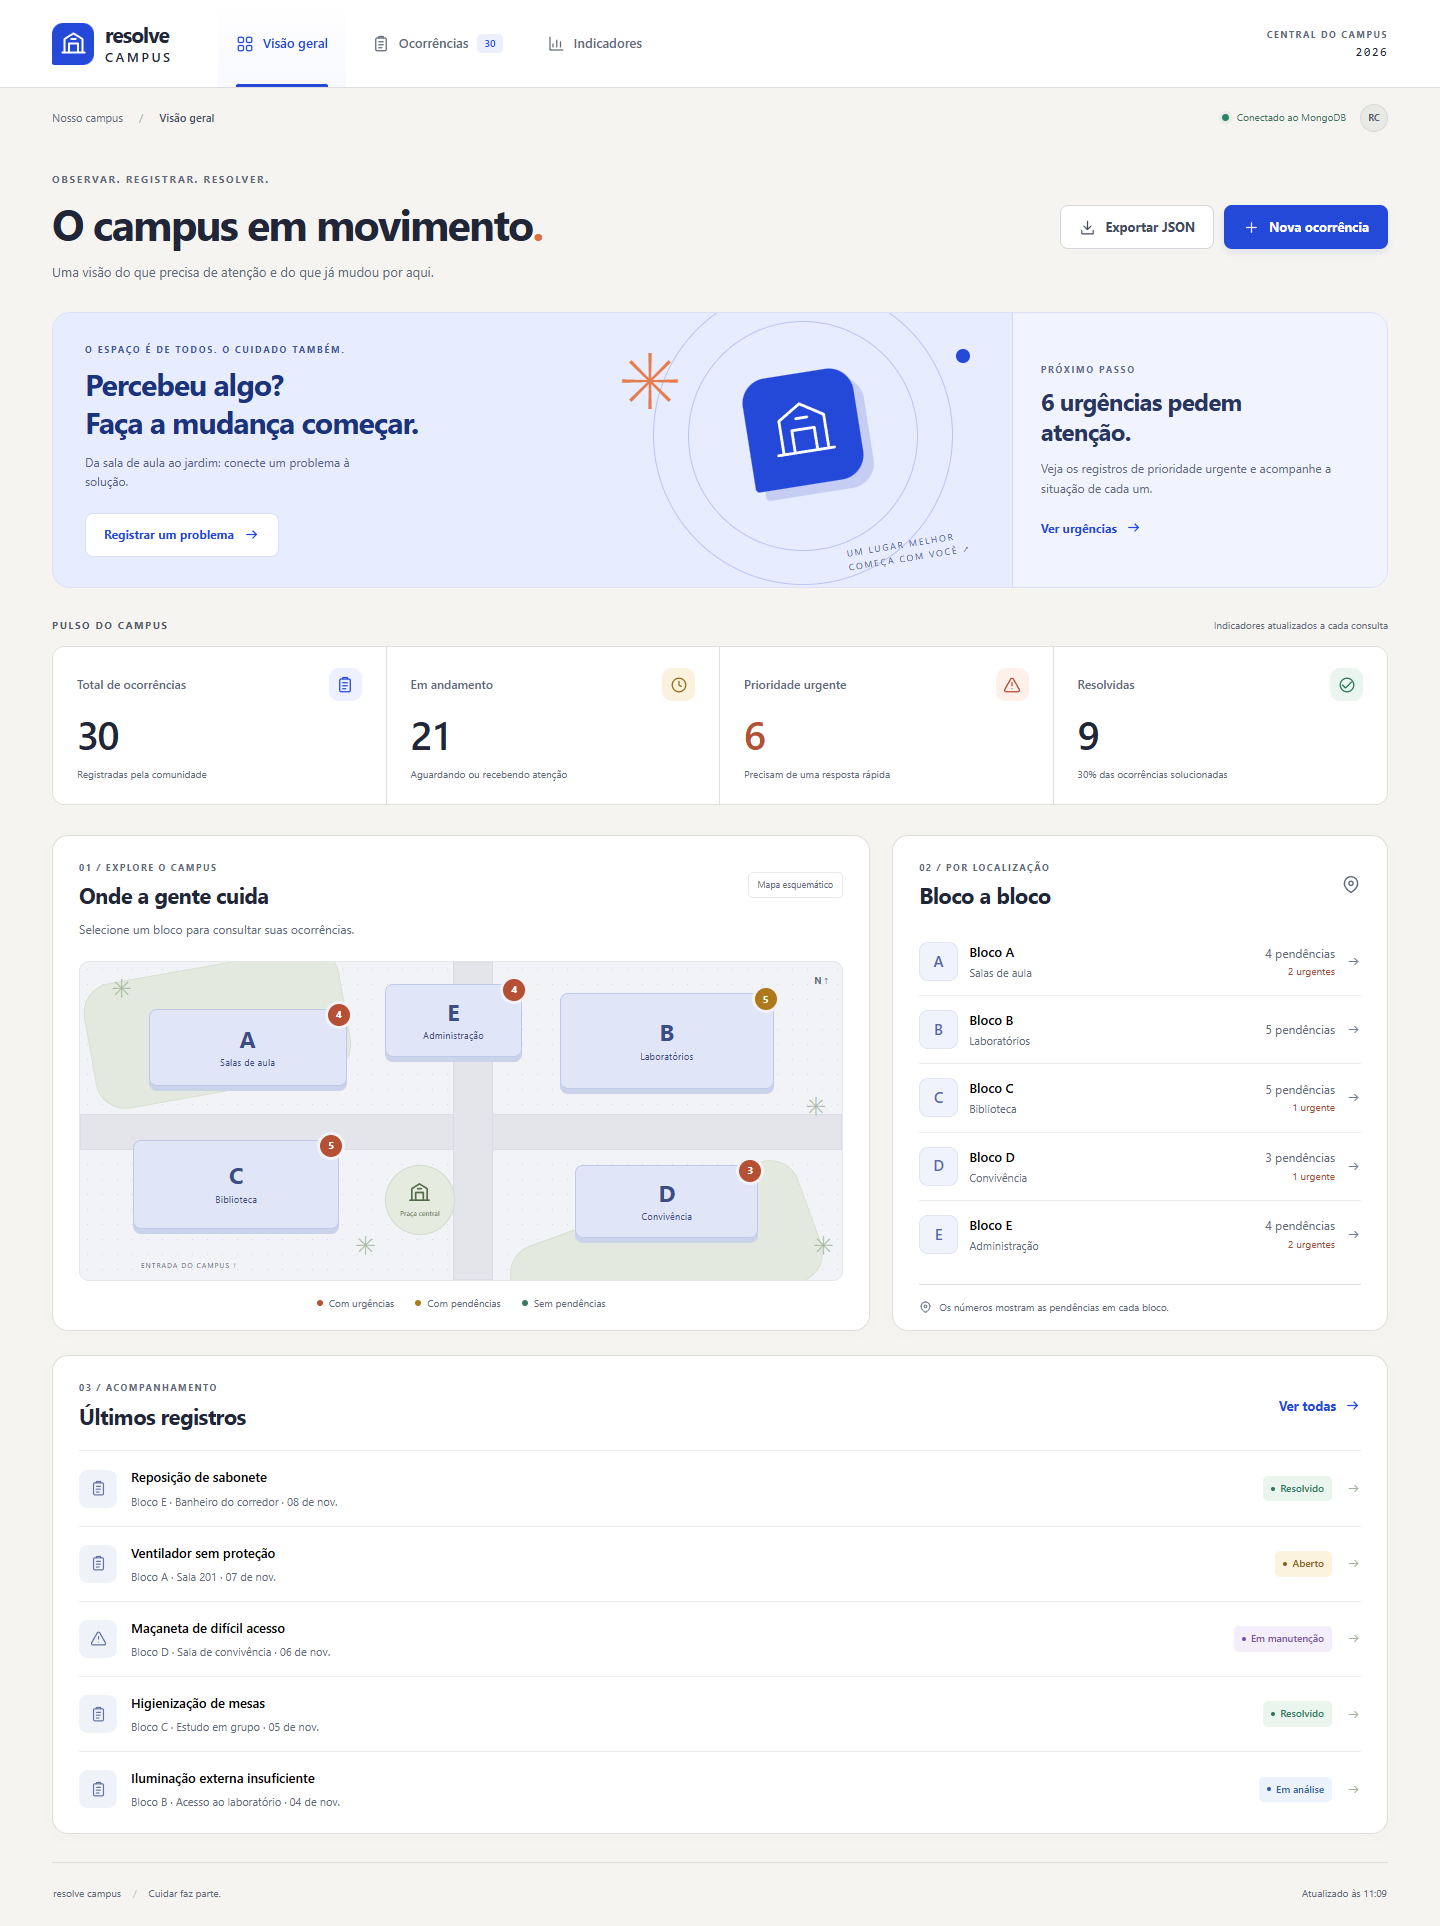 resolve
CAMPUS
Visão geral
Ocorrências 30
Indicadores
CENTRAL DO CAMPUS
2026
Nosso campus / Visão geral
Conectado ao MongoDB
RC
OBSERVAR. REGISTRAR. RESOLVER.
O campus em movimento.
Uma visão do que precisa de atenção e do que já mudou por aqui.
Exportar JSON
+ Nova ocorrência
O ESPAÇO É DE TODOS. O CUIDADO TAMBÉM.
Percebeu algo?
Faça a mudança começar.
Da sala de aula ao jardim: conecte um problema à
solução.
Registrar um problema →
UM LUGAR MELHOR
COMEÇA COM VOCÊ ↗
PRÓXIMO PASSO
6 urgências pedem
atenção.
Veja os registros de prioridade urgente e acompanhe a
situação de cada um.
Ver urgências →
PULSO DO CAMPUS
Indicadores atualizados a cada consulta
Total de ocorrências
30
Registradas pela comunidade
Em andamento
21
Aguardando ou recebendo atenção
Prioridade urgente
6
Precisam de uma resposta rápida
Resolvidas
9
30% das ocorrências solucionadas
01 / EXPLORE O CAMPUS
Onde a gente cuida
Selecione um bloco para consultar suas ocorrências.
Mapa esquemático
N ↑
4
A
Salas de aula
4
E
Administração
5
B
Laboratórios
5
C
Biblioteca
Praça central
3
D
Convivência
ENTRADA DO CAMPUS ↑
Com urgências
Com pendências
Sem pendências
02 / POR LOCALIZAÇÃO
Bloco a bloco
A
Bloco A
Salas de aula
4 pendências →
2 urgentes
B
Bloco B
Laboratórios
5 pendências →
C
Bloco C
Biblioteca
5 pendências →
1 urgente
D
Bloco D
Convivência
3 pendências →
1 urgente
E
Bloco E
Administração
4 pendências →
2 urgentes
Os números mostram as pendências em cada bloco.
03 / ACOMPANHAMENTO
Últimos registros
Ver todas →
Reposição de sabonete
Bloco E · Banheiro do corredor · 08 de nov.
Resolvido →
Ventilador sem proteção
Bloco A · Sala 201 · 07 de nov.
Aberto →
Maçaneta de difícil acesso
Bloco D · Sala de convivência · 06 de nov.
Em manutenção →
Higienização de mesas
Bloco C · Estudo em grupo · 05 de nov.
Resolvido →
Iluminação externa insuficiente
Bloco B · Acesso ao laboratório · 04 de nov.
Em análise →
resolve campus / Cuidar faz parte.
Atualizado às 11:09